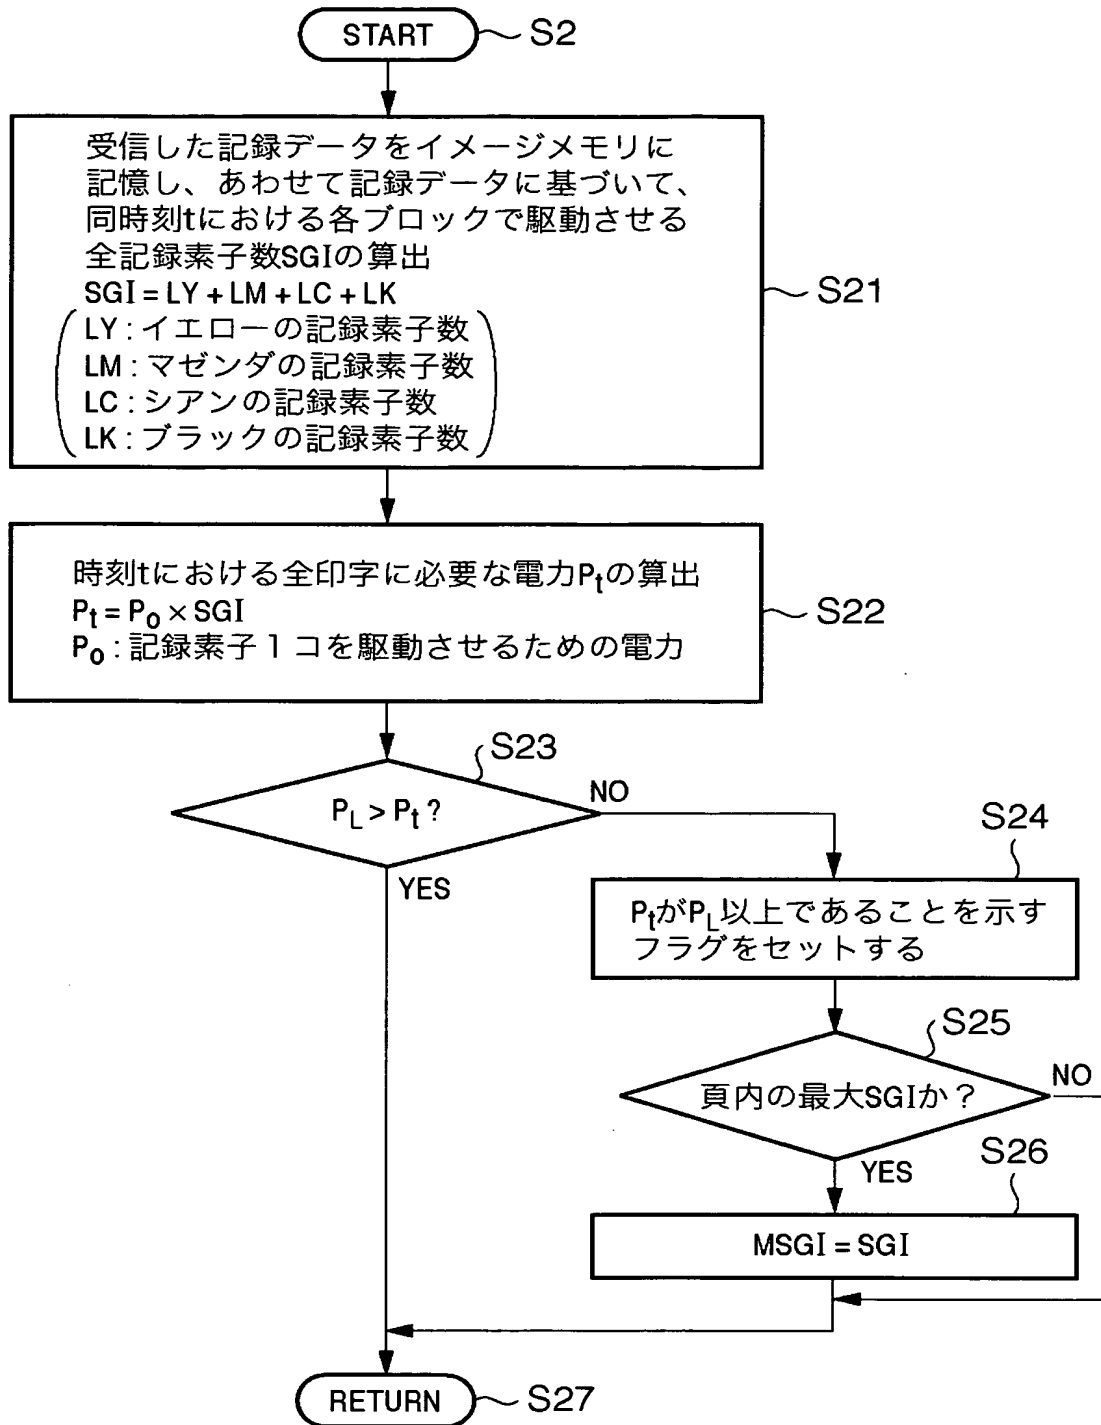 START
S2
受信した記録データをイメージメモリに
記憶し、あわせて記録データに基づいて、
同時刻tにおける各ブロックで駆動させる
全記録素子数SGIの算出
SGI = LY + LM + LC + LK
LY : イエローの記録素子数
LM : マゼンダの記録素子数
LC : シアンの記録素子数
LK : ブラックの記録素子数
S21
時刻tにおける全印字に必要な電力Ptの算出
Pt = Po × SGI
Po : 記録素子1コを駆動させるための電力
S22
S23
PL > Pt ?
NO
YES
S24
PtがPL以上であることを示す
フラグをセットする
S25
頁内の最大SGIか?
NO
YES
S26
MSGI = SGI
RETURN
S27